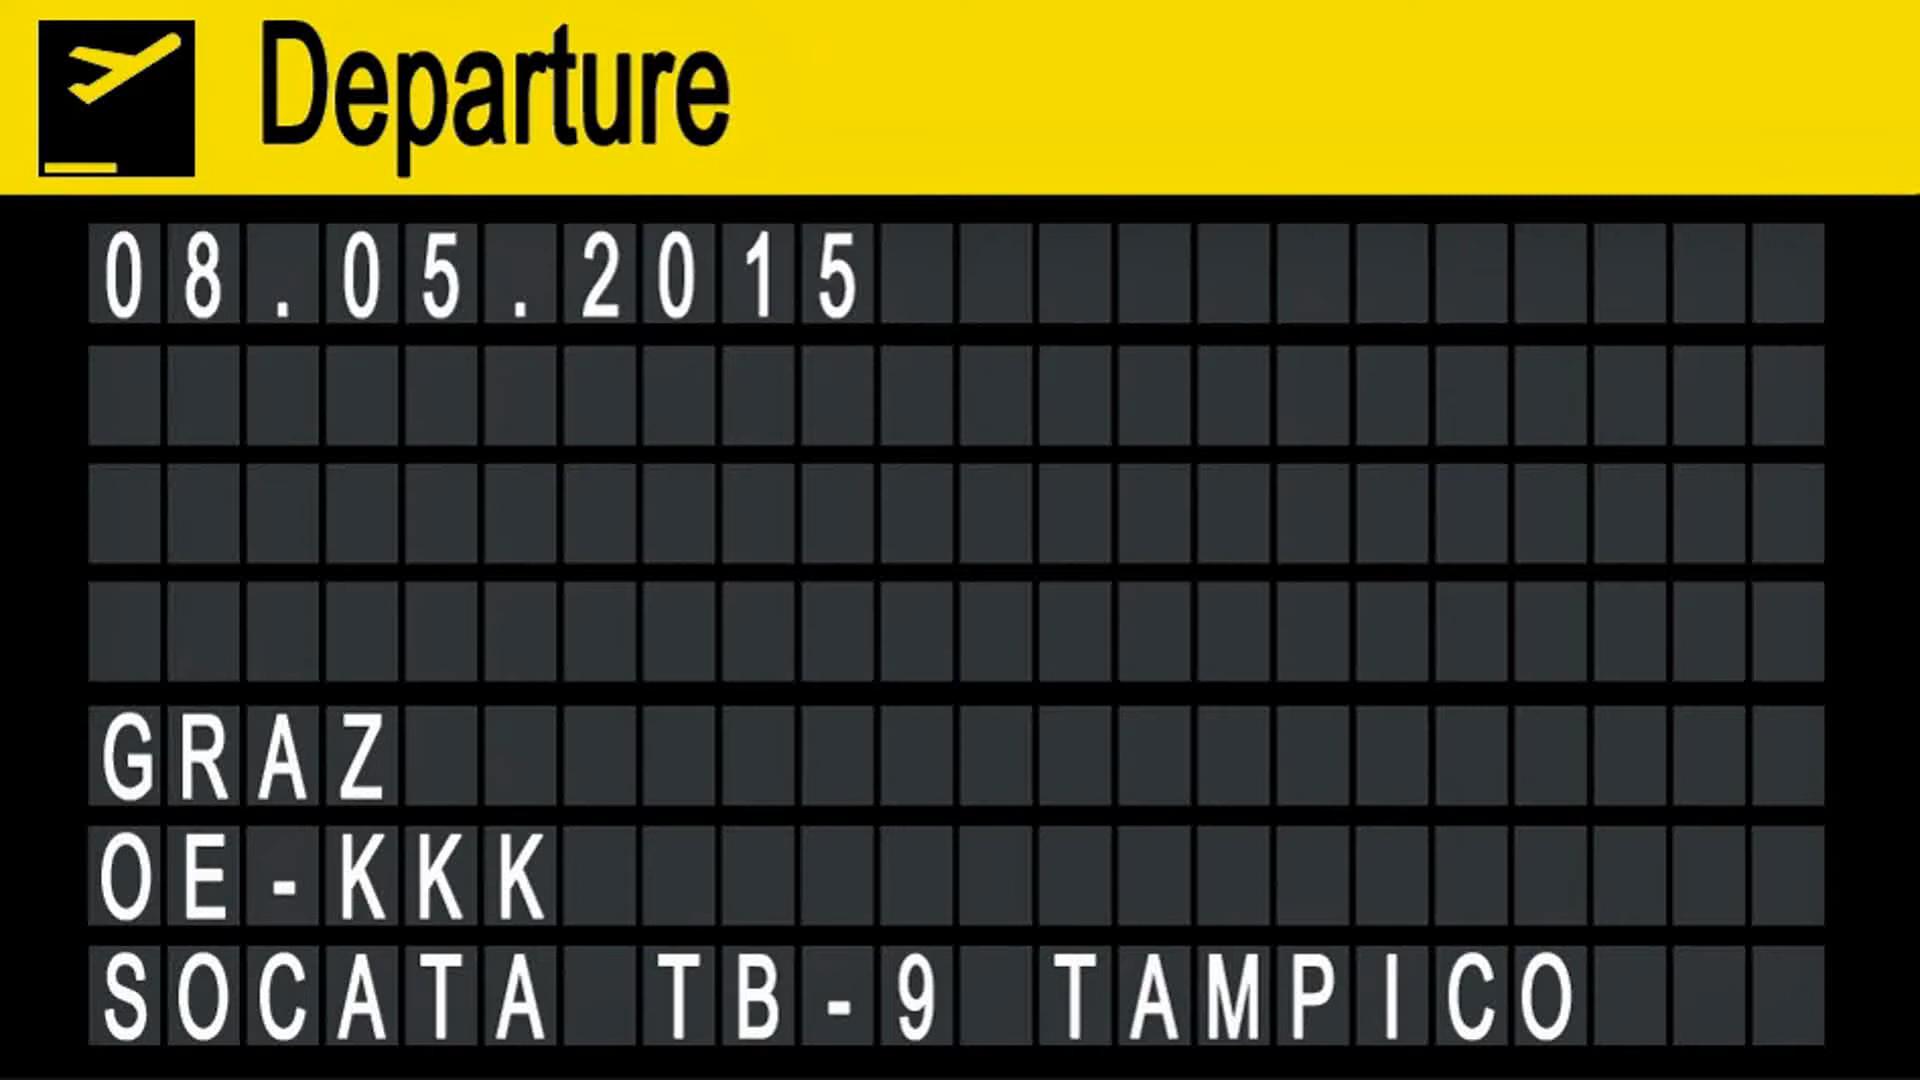 Departure
08.05.2015
GRAZ
OE-KKK
SOCATA TB-9 TAMPICO